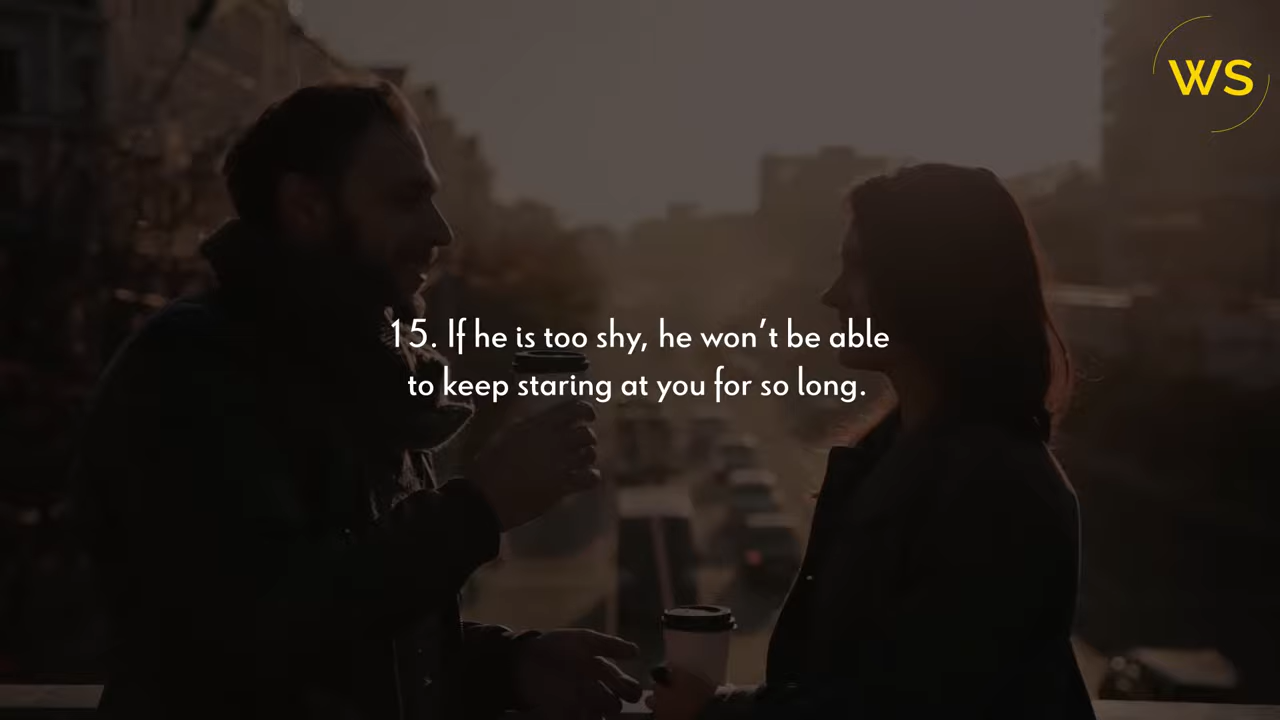 WS
15. If he is too shy, he won't be able
to keep staring at you for so long.